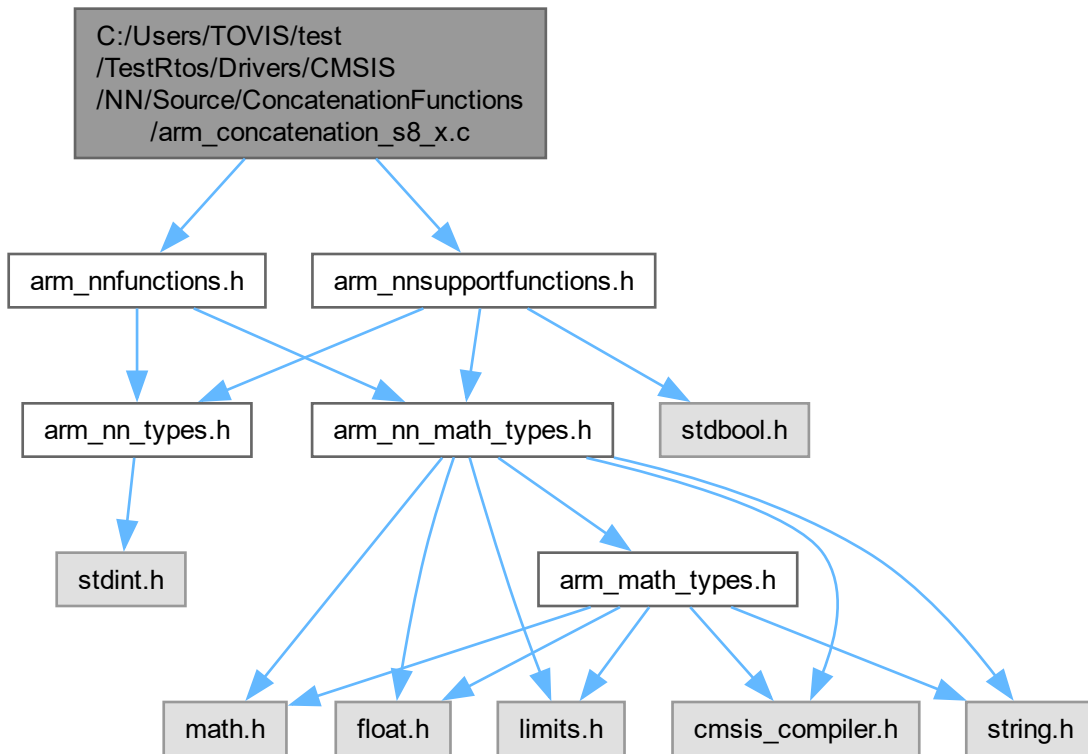 C:/Users/TOVIS/test
/TestRtos/Drivers/CMSIS
/NN/Source/ConcatenationFunctions
/arm_concatenation_s8_x.c
arm_nnfunctions.h
arm_nnsupportfunctions.h
arm_nn_types.h
arm_nn_math_types.h
stdbool.h
stdint.h
arm_math_types.h
math.h
float.h
limits.h
cmsis_compiler.h
string.h